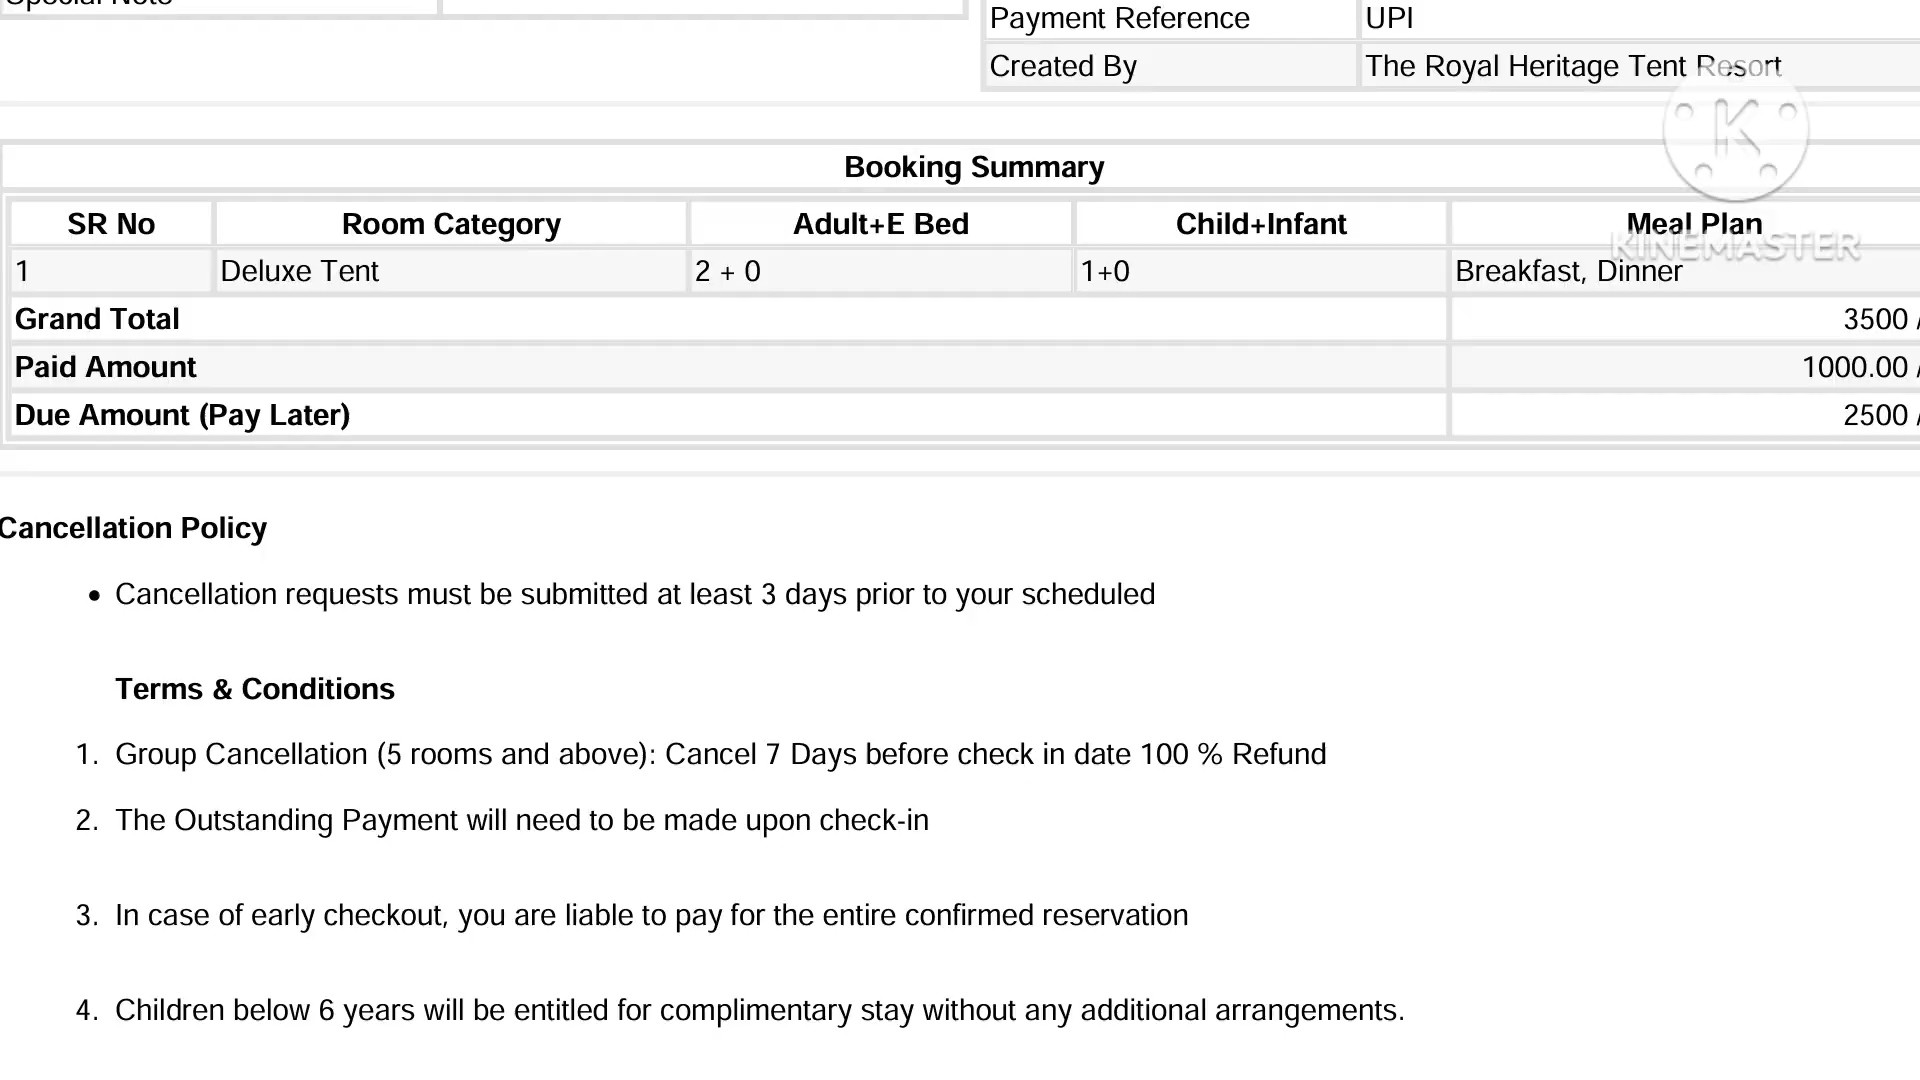 Special Note
Payment Reference UPI
Created By The Royal Heritage Tent Resort
Booking Summary
SR No Room Category Adult+E Bed Child+Infant Meal Plan
1 Deluxe Tent 2 + 0 1+0 Breakfast, Dinner
KINEMASTER
Grand Total 3500 /
Paid Amount 1000.00 /
Due Amount (Pay Later) 2500 /
Cancellation Policy
• Cancellation requests must be submitted at least 3 days prior to your scheduled
Terms & Conditions
1. Group Cancellation (5 rooms and above): Cancel 7 Days before check in date 100 % Refund
2. The Outstanding Payment will need to be made upon check-in
3. In case of early checkout, you are liable to pay for the entire confirmed reservation
4. Children below 6 years will be entitled for complimentary stay without any additional arrangements.